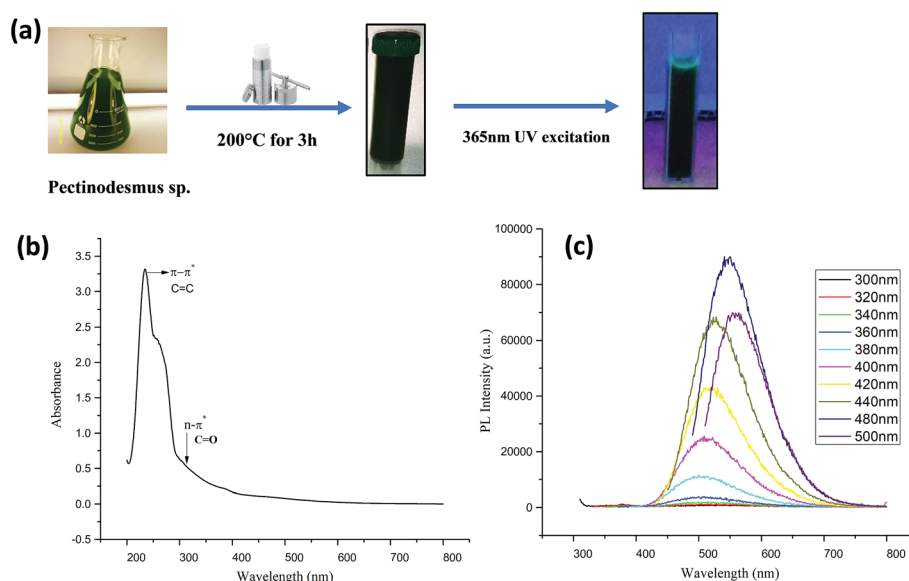 (a)
200°C for 3h
365nm UV excitation
Pectinodesmus sp.
(b)
3.5
3.0
2.5
2.0
1.5
1.0
0.5
0.0
-0.5
Absorbance
π–π*
C=C
n-π*
C=O
200
300
400
500
600
700
800
Wavelength (nm)
(c)
100000
80000
60000
40000
20000
0
PL Intensity (a.u.)
300nm
320nm
340nm
360nm
380nm
400nm
420nm
440nm
480nm
500nm
300
400
500
600
700
800
Wavelength (nm)